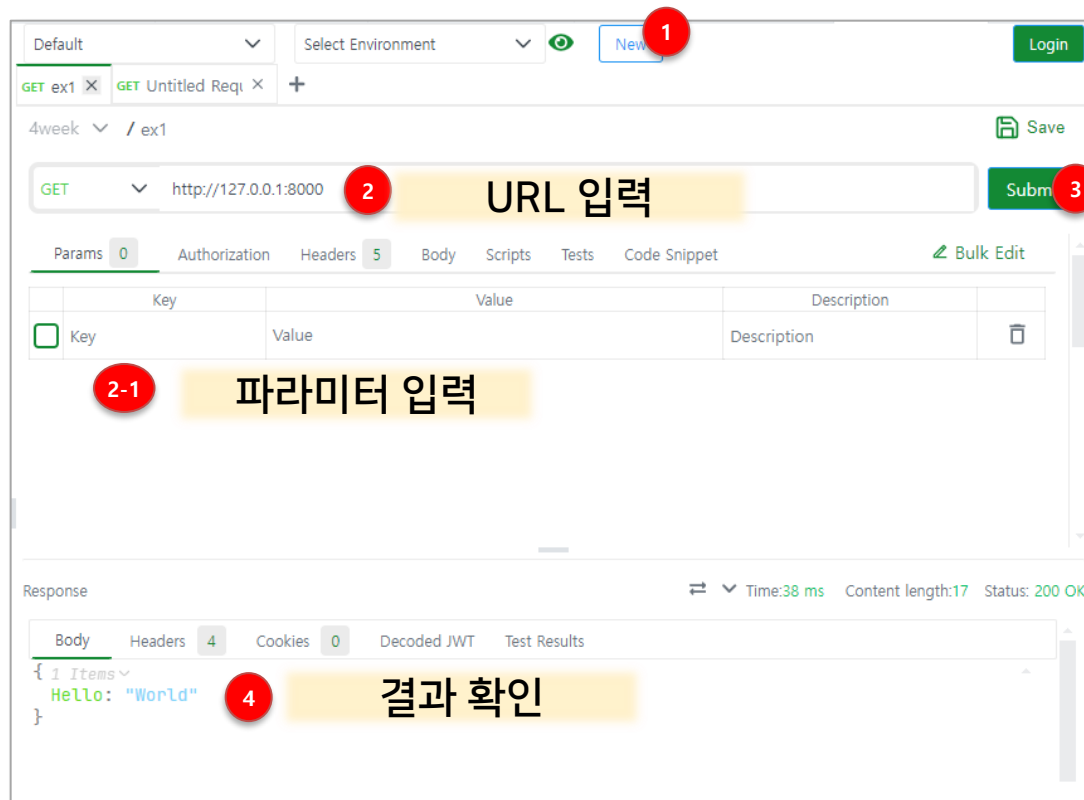 1
Default Select Environment New Login
GET ex1 GET Untitled Requ
4week / ex1 Save
GET http://127.0.0.1:8000 2 URL 입력 Subm 3
Params 0 Authorization Headers 5 Body Scripts Tests Code Snippet Bulk Edit
Key Value Description
Key Value Description
2-1 파라미터 입력
Response Time:38 ms Content length:17 Status: 200 OK
Body Headers 4 Cookies 0 Decoded JWT Test Results
{ 1 Items
Hello: "World"
4 결과 확인
}